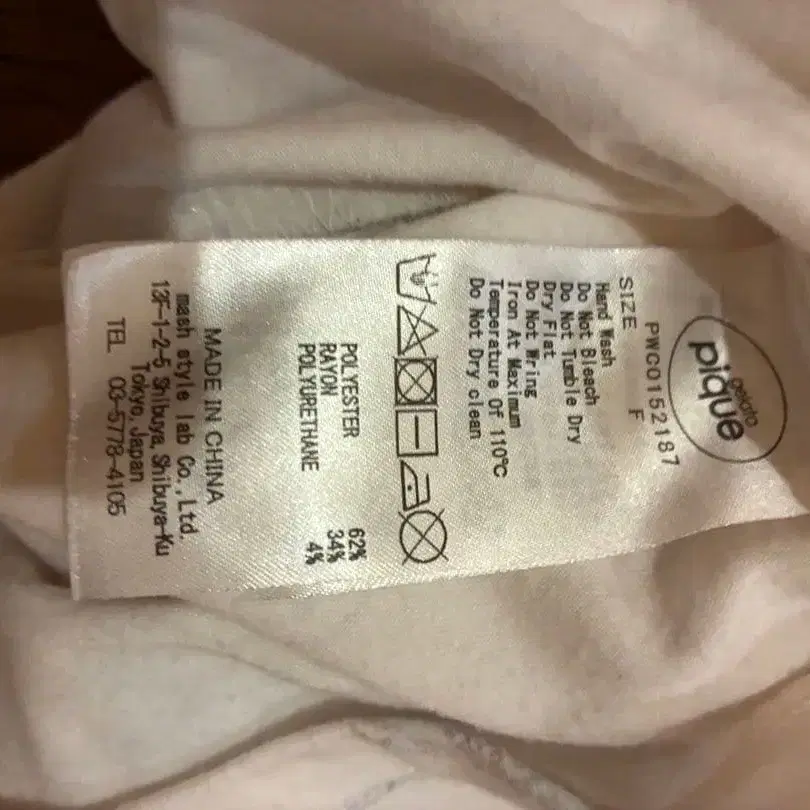 gelato
pique
PWCO152187
SIZE F
Hand Wash
Do Not Bleach
Do Not Tumble Dry
Dry Flat
Do Not Wring
Iron At Maximum
Temperature Of 110℃
Do Not Dry clean
POLYESTER 62%
RAYON 34%
POLYURETHANE 4%
MADE IN CHINA
mash style lab Co.,Ltd.
13F-1-2-5 Shibuya, Shibuya-Ku
Tokyo, Japan
TEL 03-5778-4105